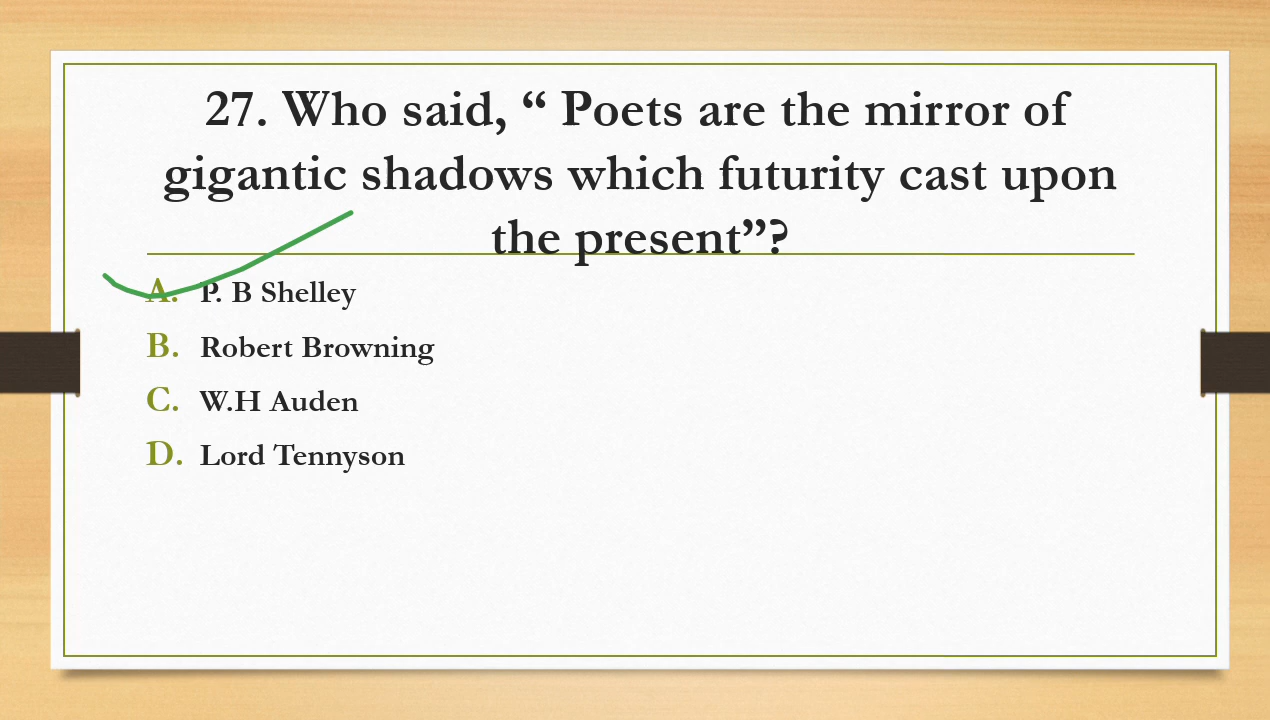 27. Who said, “ Poets are the mirror of
gigantic shadows which futurity cast upon
the present”?
A. P. B Shelley
B. Robert Browning
C. W.H Auden
D. Lord Tennyson